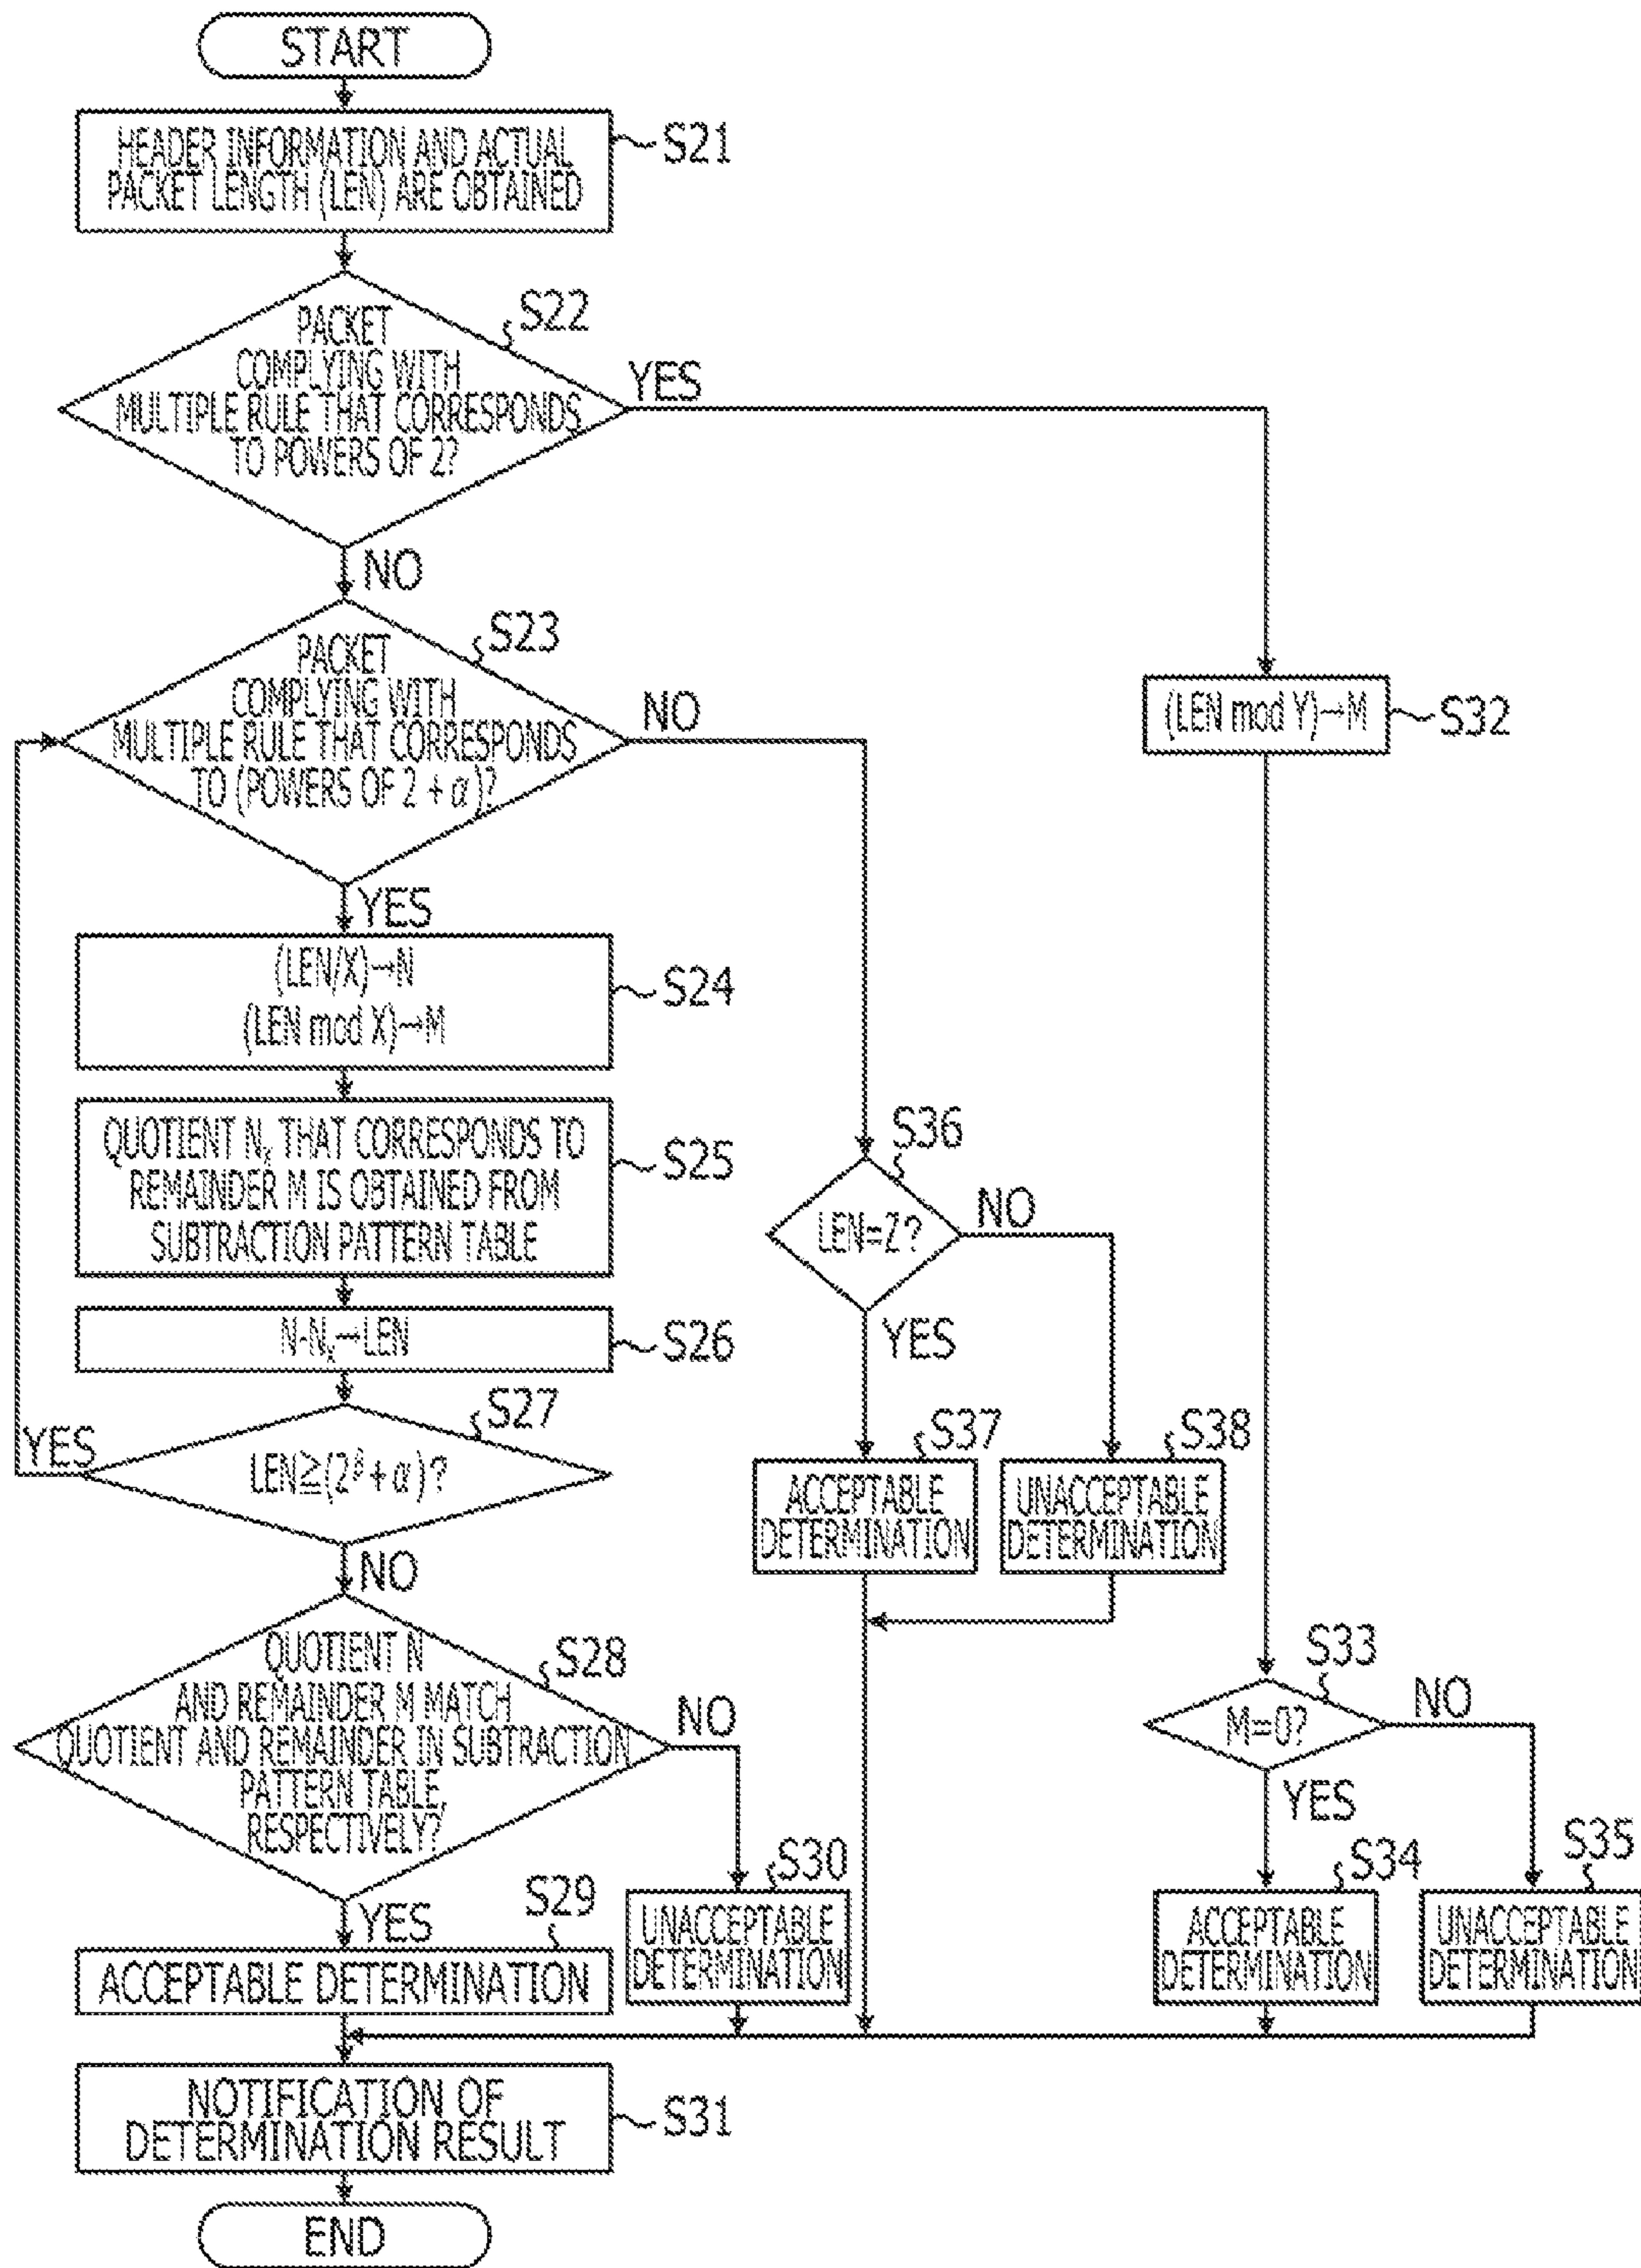 START
HEADER INFORMATION AND ACTUAL
PACKET LENGTH (LEN) ARE OBTAINED
S21
PACKET
COMPLYING WITH
MULTIPLE RULE THAT CORRESPONDS
TO POWERS OF 2?
S22
YES
NO
PACKET
COMPLYING WITH
MULTIPLE RULE THAT CORRESPONDS
TO (POWERS OF 2 + α)?
S23
NO
YES
(LEN mod Y)→M
S32
(LEN/X)→N
(LEN mod X)→M
S24
QUOTIENT Nx THAT CORRESPONDS TO
REMAINDER M IS OBTAINED FROM
SUBTRACTION PATTERN TABLE
S25
N-Nx→LEN
S26
LEN≧(2^β+α)?
S27
YES
NO
S36
LEN=Z?
NO
YES
S37
ACCEPTABLE
DETERMINATION
S38
UNACCEPTABLE
DETERMINATION
QUOTIENT N
AND REMAINDER M MATCH
QUOTIENT AND REMAINDER IN SUBTRACTION
PATTERN TABLE,
RESPECTIVELY?
S28
NO
YES
S33
M=0?
NO
YES
S29
ACCEPTABLE DETERMINATION
S30
UNACCEPTABLE
DETERMINATION
S34
ACCEPTABLE
DETERMINATION
S35
UNACCEPTABLE
DETERMINATION
NOTIFICATION OF
DETERMINATION RESULT
S31
END